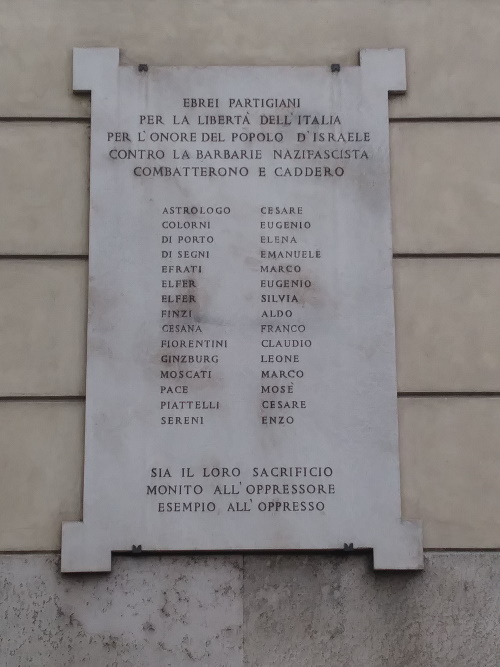 EBREI PARTIGIANI
PER LA LIBERTÀ DELL'ITALIA
PER L'ONORE DEL POPOLO D'ISRAELE
CONTRO LA BARBARIE NAZIFASCISTA
COMBATTERONO E CADDERO
ASTROLOGO CESARE
COLORNI EUGENIO
DI PORTO ELENA
DI SEGNI EMANUELE
EFRATI MARCO
ELFER EUGENIO
ELFER SILVIA
FINZI ALDO
CESANA FRANCO
FIORENTINI CLAUDIO
GINZBURG LEONE
MOSCATI MARCO
PACE MOSÈ
PIATTELLI CESARE
SERENI ENZO
SIA IL LORO SACRIFICIO
MONITO ALL'OPPRESSORE
ESEMPIO ALL'OPPRESSO